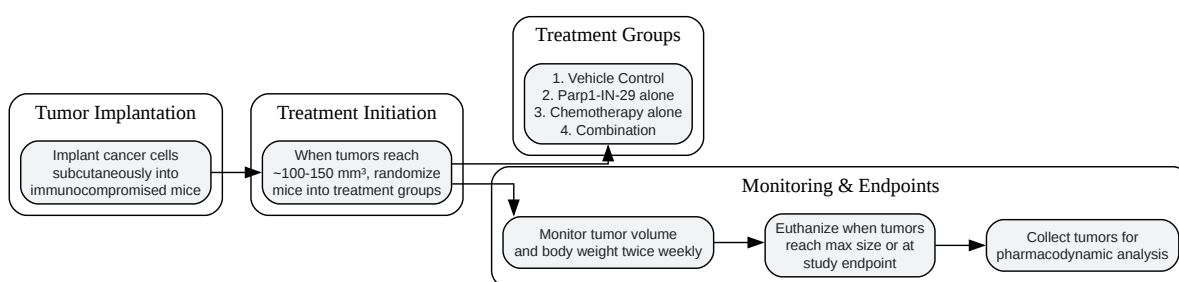 Tumor Implantation
Implant cancer cells
subcutaneously into
immunocompromised mice
Treatment Initiation
When tumors reach
~100-150 mm³, randomize
mice into treatment groups
Treatment Groups
1. Vehicle Control
2. Parp1-IN-29 alone
3. Chemotherapy alone
4. Combination
Monitoring & Endpoints
Monitor tumor volume
and body weight twice weekly
Euthanize when tumors
reach max size or at
study endpoint
Collect tumors for
pharmacodynamic analysis